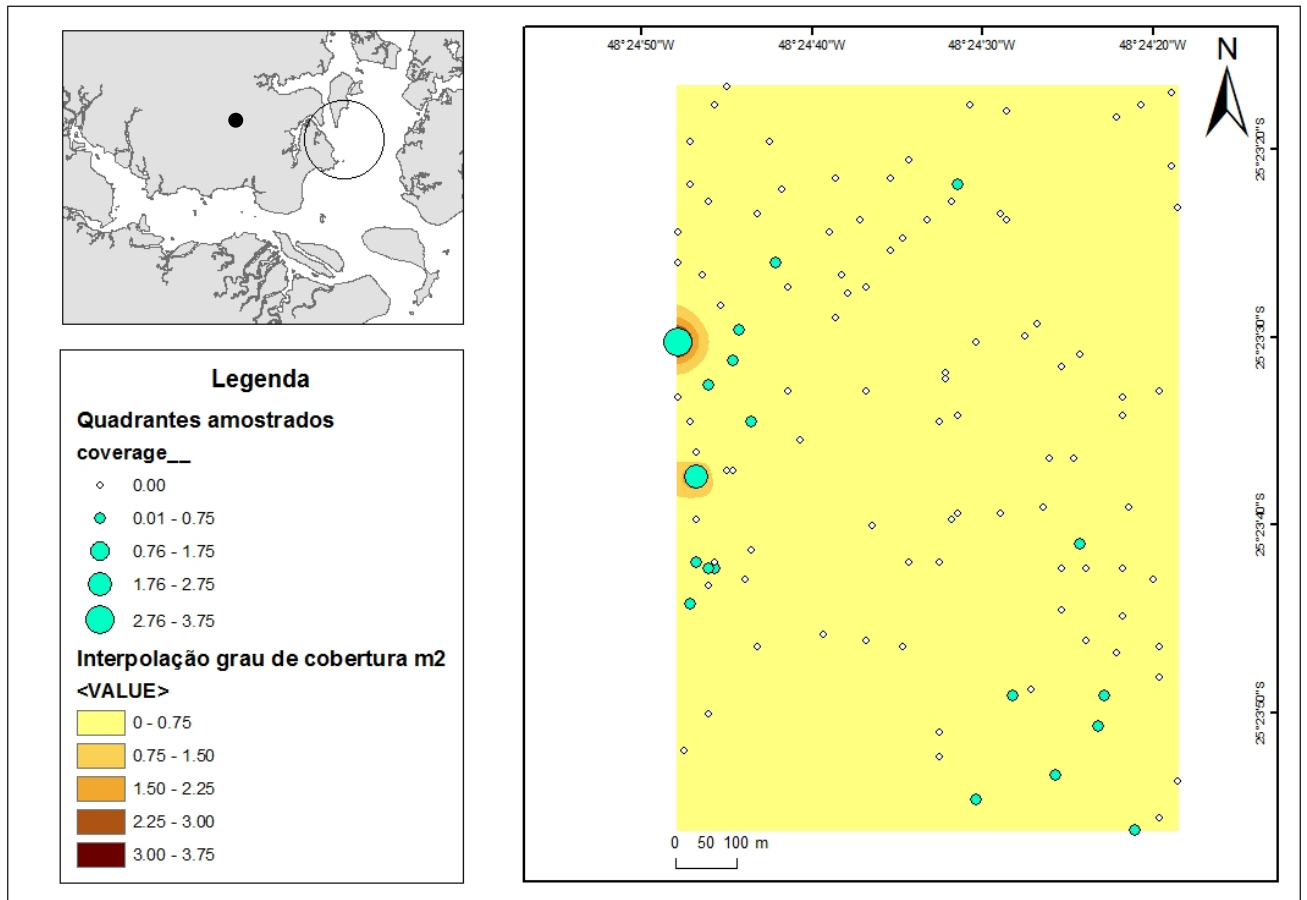 48°24'50"W 48°24'40"W 48°24'30"W 48°24'20"W
N
25°23'20"S
25°23'30"S
25°23'40"S
25°23'50"S
0 50 100 m
Legenda
Quadrantes amostrados
coverage__
0.00
0.01 - 0.75
0.76 - 1.75
1.76 - 2.75
2.76 - 3.75
Interpolação grau de cobertura m2
<VALUE>
0 - 0.75
0.75 - 1.50
1.50 - 2.25
2.25 - 3.00
3.00 - 3.75